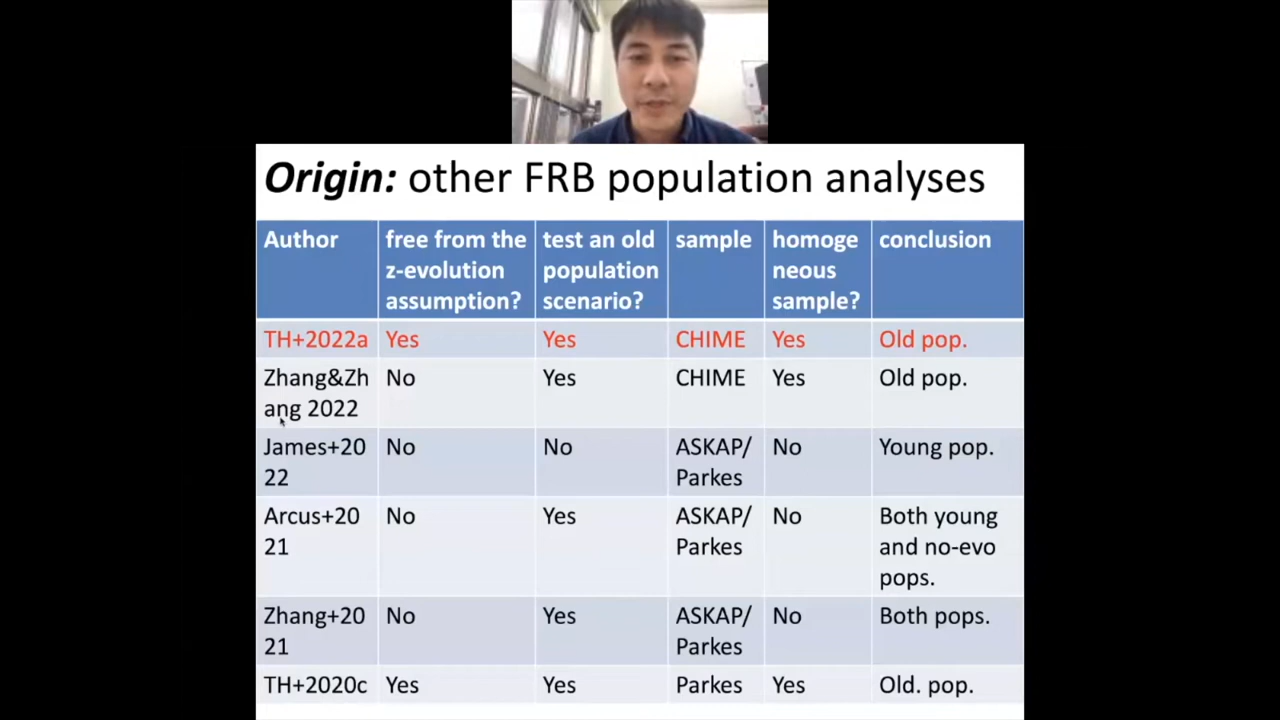 Origin: other FRB population analyses
Author free from the z-evolution assumption? test an old population scenario? sample homoge neous sample? conclusion
TH+2022a Yes Yes CHIME Yes Old pop.
Zhang&Zh ang 2022 No Yes CHIME Yes Old pop.
James+20 22 No No ASKAP/ Parkes No Young pop.
Arcus+20 21 No Yes ASKAP/ Parkes No Both young and no-evo pops.
Zhang+20 21 No Yes ASKAP/ Parkes No Both pops.
TH+2020c Yes Yes Parkes Yes Old. pop.